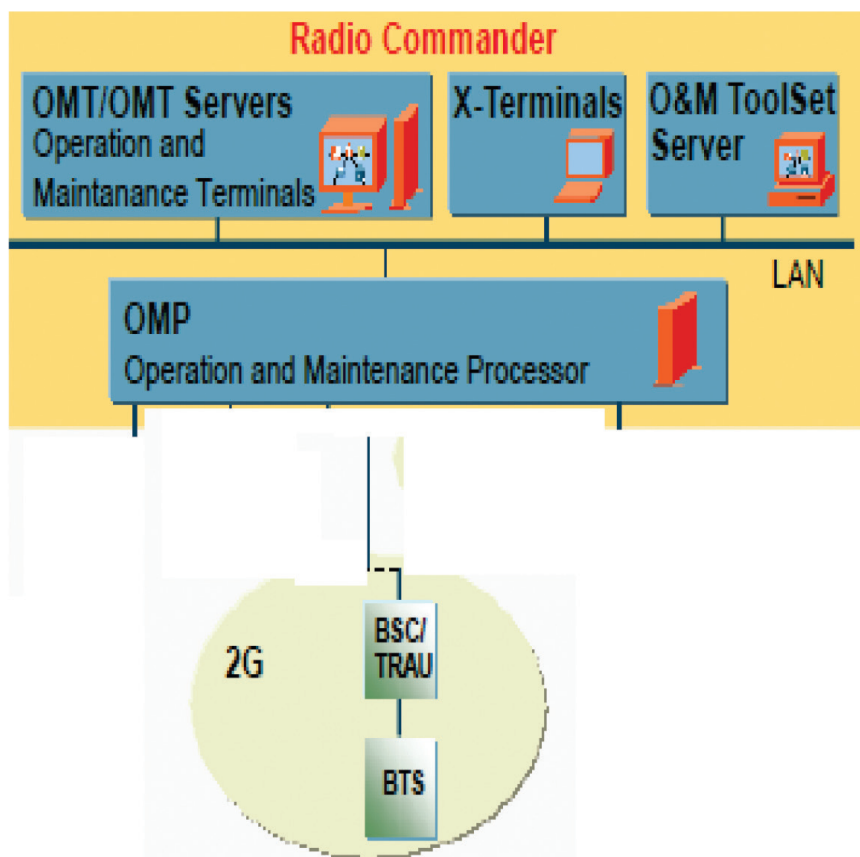 Radio Commander
OMT/OMT Servers
Operation and
Maintanance Terminals
X-Terminals
O&M ToolSet
Server
LAN
OMP
Operation and Maintenance Processor
2G
BSC/
TRAU
BTS